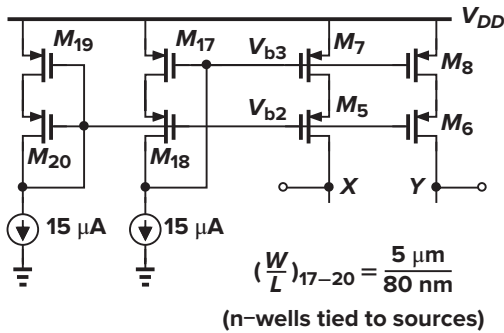 V_DD
M_19
M_17
V_b3
M_7
M_8
M_20
M_18
V_b2
M_5
M_6
X
Y
15 μA
15 μA
(W/L)_17–20 = 5 μm / 80 nm
(n–wells tied to sources)